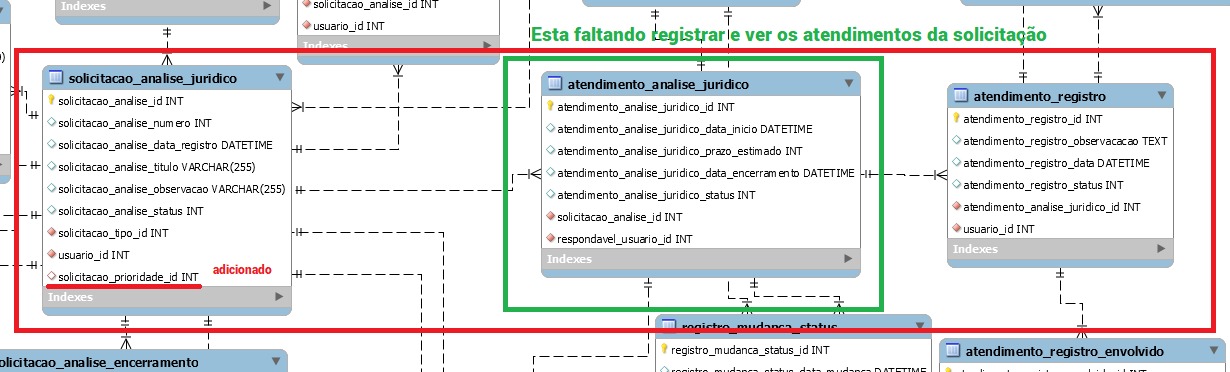 Indexes
solicitacao_analise_id INT
usuario_id INT
Indexes
Esta faltando registrar e ver os atendimentos da solicitação
solicitacao_analise_juridico
solicitacao_analise_id INT
solicitacao_analise_numero INT
solicitacao_analise_data_registro DATETIME
solicitacao_analise_titulo VARCHAR(255)
solicitacao_analise_observacao VARCHAR(255)
solicitacao_analise_status INT
solicitacao_tipo_id INT
usuario_id INT
solicitacao_prioridade_id INT
adicionado
Indexes
atendimento_analise_juridico
atendimento_analise_juridico_id INT
atendimento_analise_juridico_data_inicio DATETIME
atendimento_analise_juridico_prazo_estimado INT
atendimento_analise_juridico_data_encerramento DATETIME
atendimento_analise_juridico_status INT
solicitacao_analise_id INT
respondavel_usuario_id INT
Indexes
atendimento_registro
atendimento_registro_id INT
atendimento_registro_observacacao TEXT
atendimento_registro_data DATETIME
atendimento_registro_status INT
atendimento_analise_juridico_id INT
usuario_id INT
Indexes
olicitacao_analise_encerramento
registro_mudanca_status
registro_mudanca_status_id INT
registro_mudanca_status_data_mudanca DATETIME
atendimento_registro_envolvido